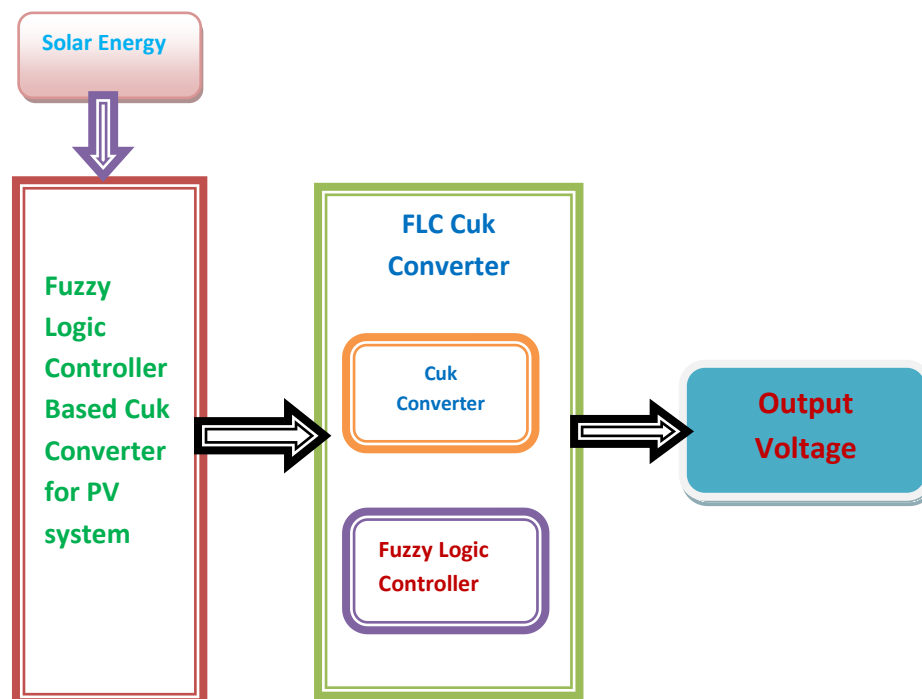 Solar Energy
Fuzzy
Logic
Controller
Based Cuk
Converter
for PV
system
FLC Cuk
Converter
Cuk
Converter
Fuzzy Logic
Controller
Output
Voltage